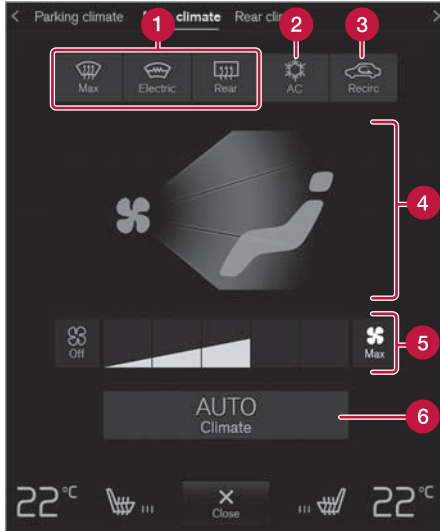 Parking climate climate Rear
1 2 3
Max Electric Rear AC Recirc
4
Off Max 5
AUTO 6
Climate
22°C Close 22°C